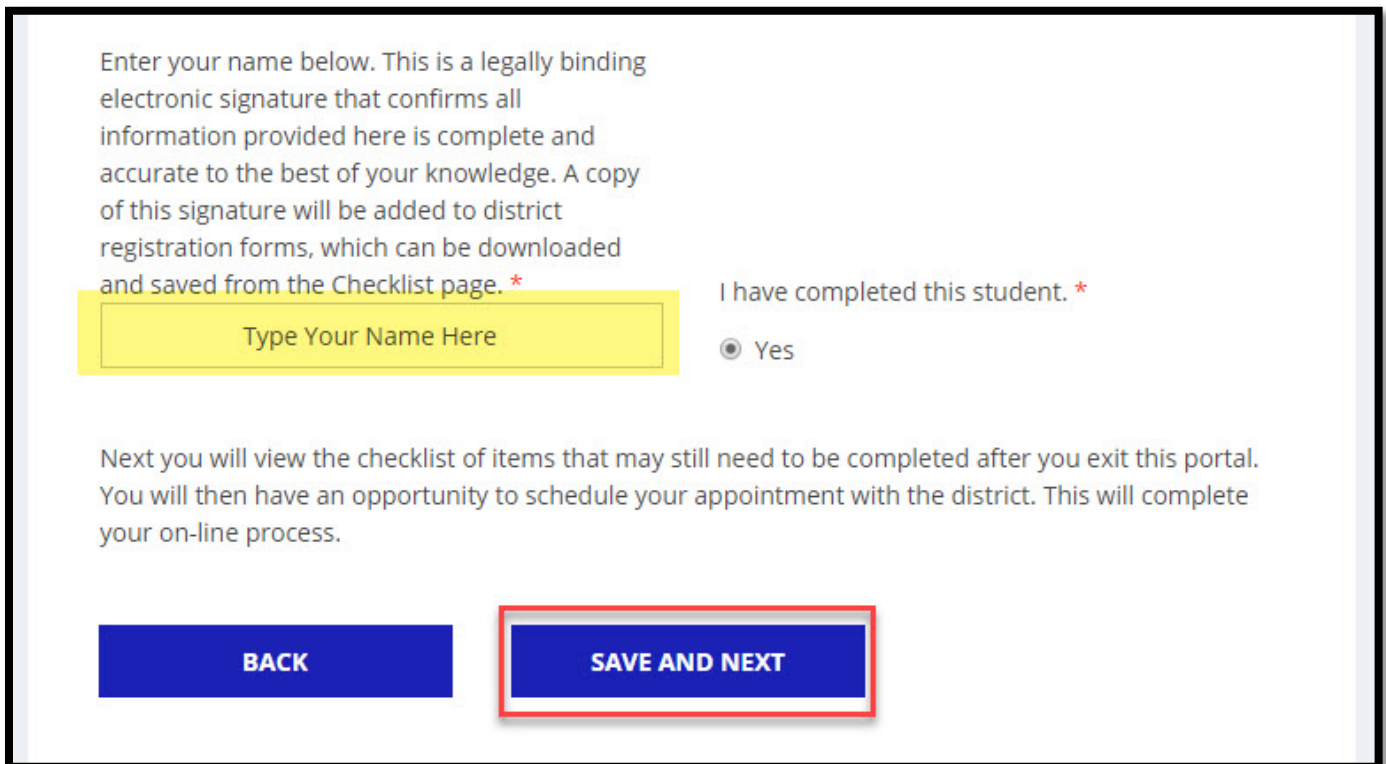 Enter your name below. This is a legally binding
electronic signature that confirms all
information provided here is complete and
accurate to the best of your knowledge. A copy
of this signature will be added to district
registration forms, which can be downloaded
and saved from the Checklist page. *
Type Your Name Here
I have completed this student. *
Yes
Next you will view the checklist of items that may still need to be completed after you exit this portal.
You will then have an opportunity to schedule your appointment with the district. This will complete
your on-line process.
BACK
SAVE AND NEXT